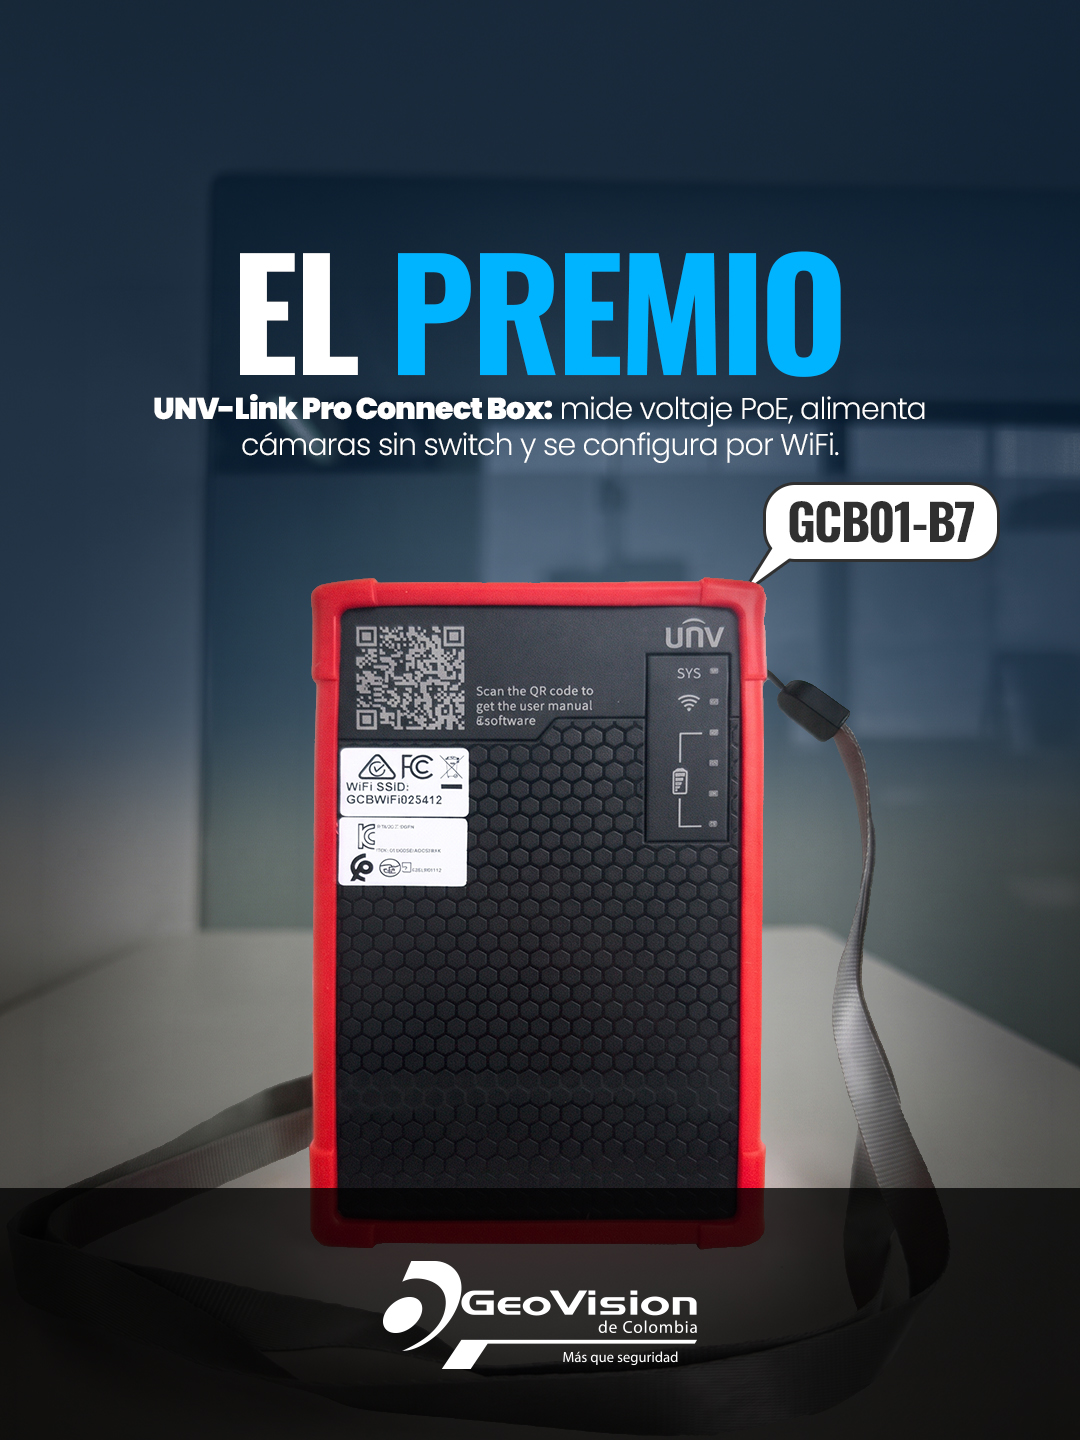 EL PREMIO
UNV-Link Pro Connect Box: mide voltaje PoE, alimenta
cámaras sin switch y se configura por WiFi.
GCB01-B7
unv
SYS
Scan the QR code to
get the user manual
&software
FC
WiFi SSID:
GCBWiFi025412
GeoVision
de Colombia
Más que seguridad